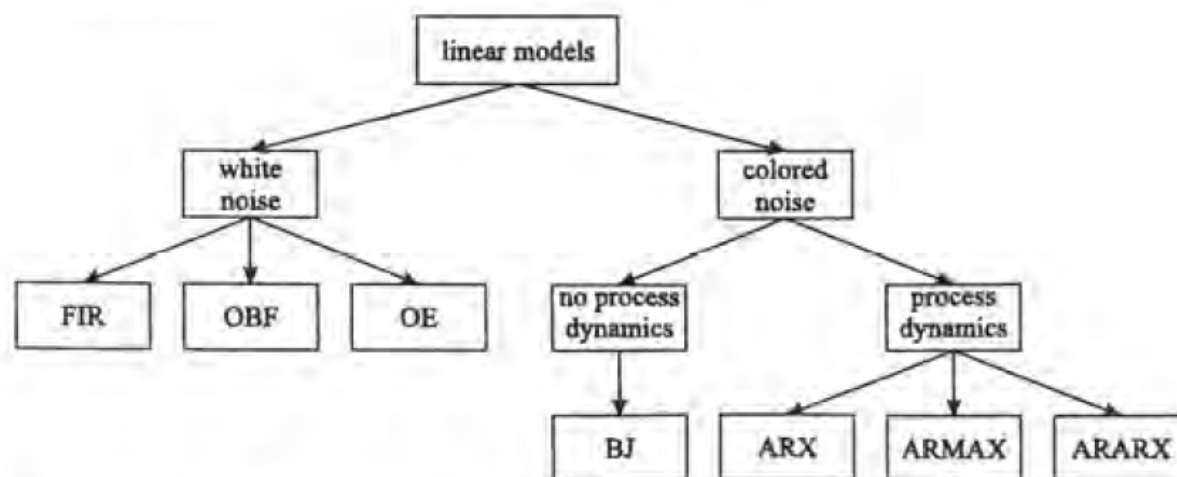 linear models
white
noise
colored
noise
FIR
OBF
OE
no process
dynamics
process
dynamics
BJ
ARX
ARMAX
ARARX